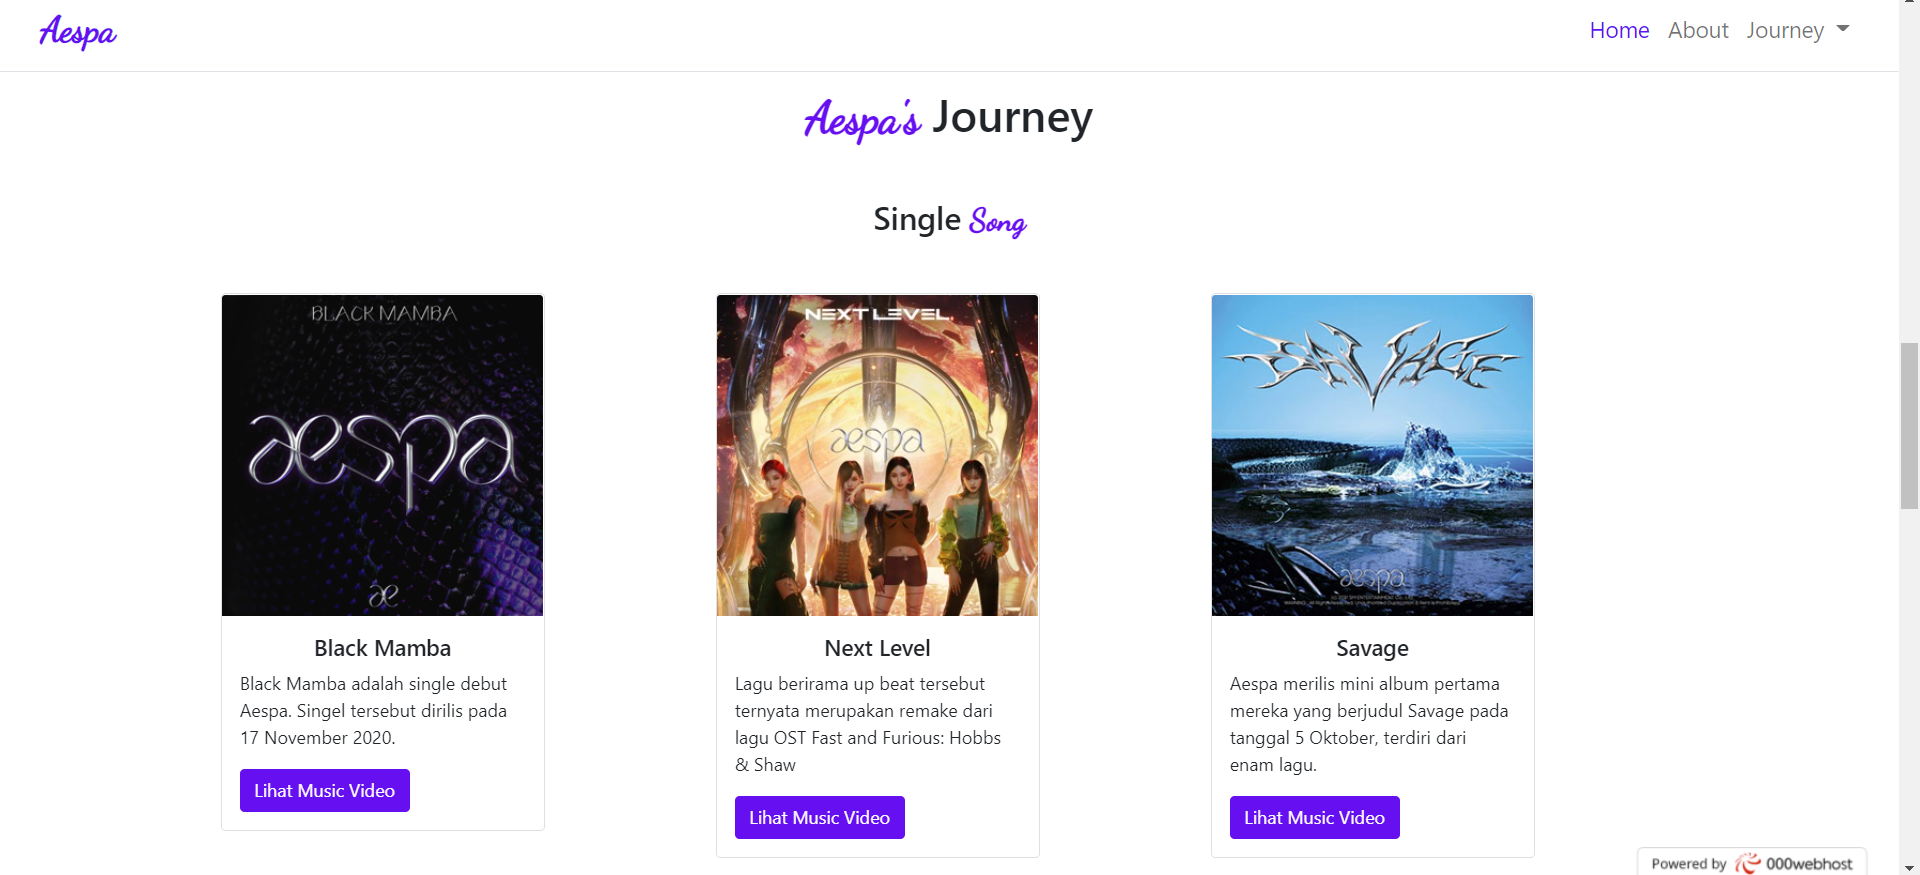 Aespa
Home About Journey
Aespa's Journey
Single Song
BLACK MAMBA
aespa
æ
Black Mamba
Black Mamba adalah single debut
Aespa. Singel tersebut dirilis pada
17 November 2020.
Lihat Music Video
NEXT LEVEL
aespa
Next Level
Lagu berirama up beat tersebut
ternyata merupakan remake dari
lagu OST Fast and Furious: Hobbs
& Shaw
Lihat Music Video
SAVAGE
aespa
Savage
Aespa merilis mini album pertama
mereka yang berjudul Savage pada
tanggal 5 Oktober, terdiri dari
enam lagu.
Lihat Music Video
Powered by 000webhost